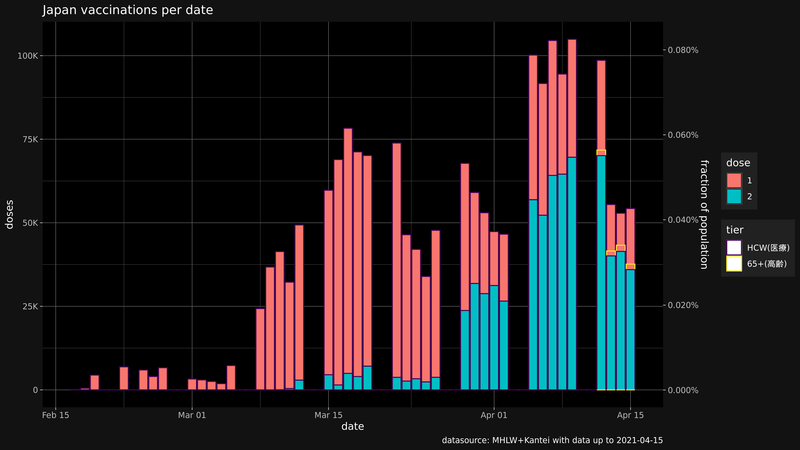 Japan vaccinations per date
100K
75K
50K
25K
0
doses
0.080%
0.060%
0.040%
0.020%
0.000%
fraction of population
Feb 15
Mar 01
Mar 15
Apr 01
Apr 15
date
dose
1
2
tier
HCW(医療)
65+(高齢)
datasource: MHLW+Kantei with data up to 2021-04-15